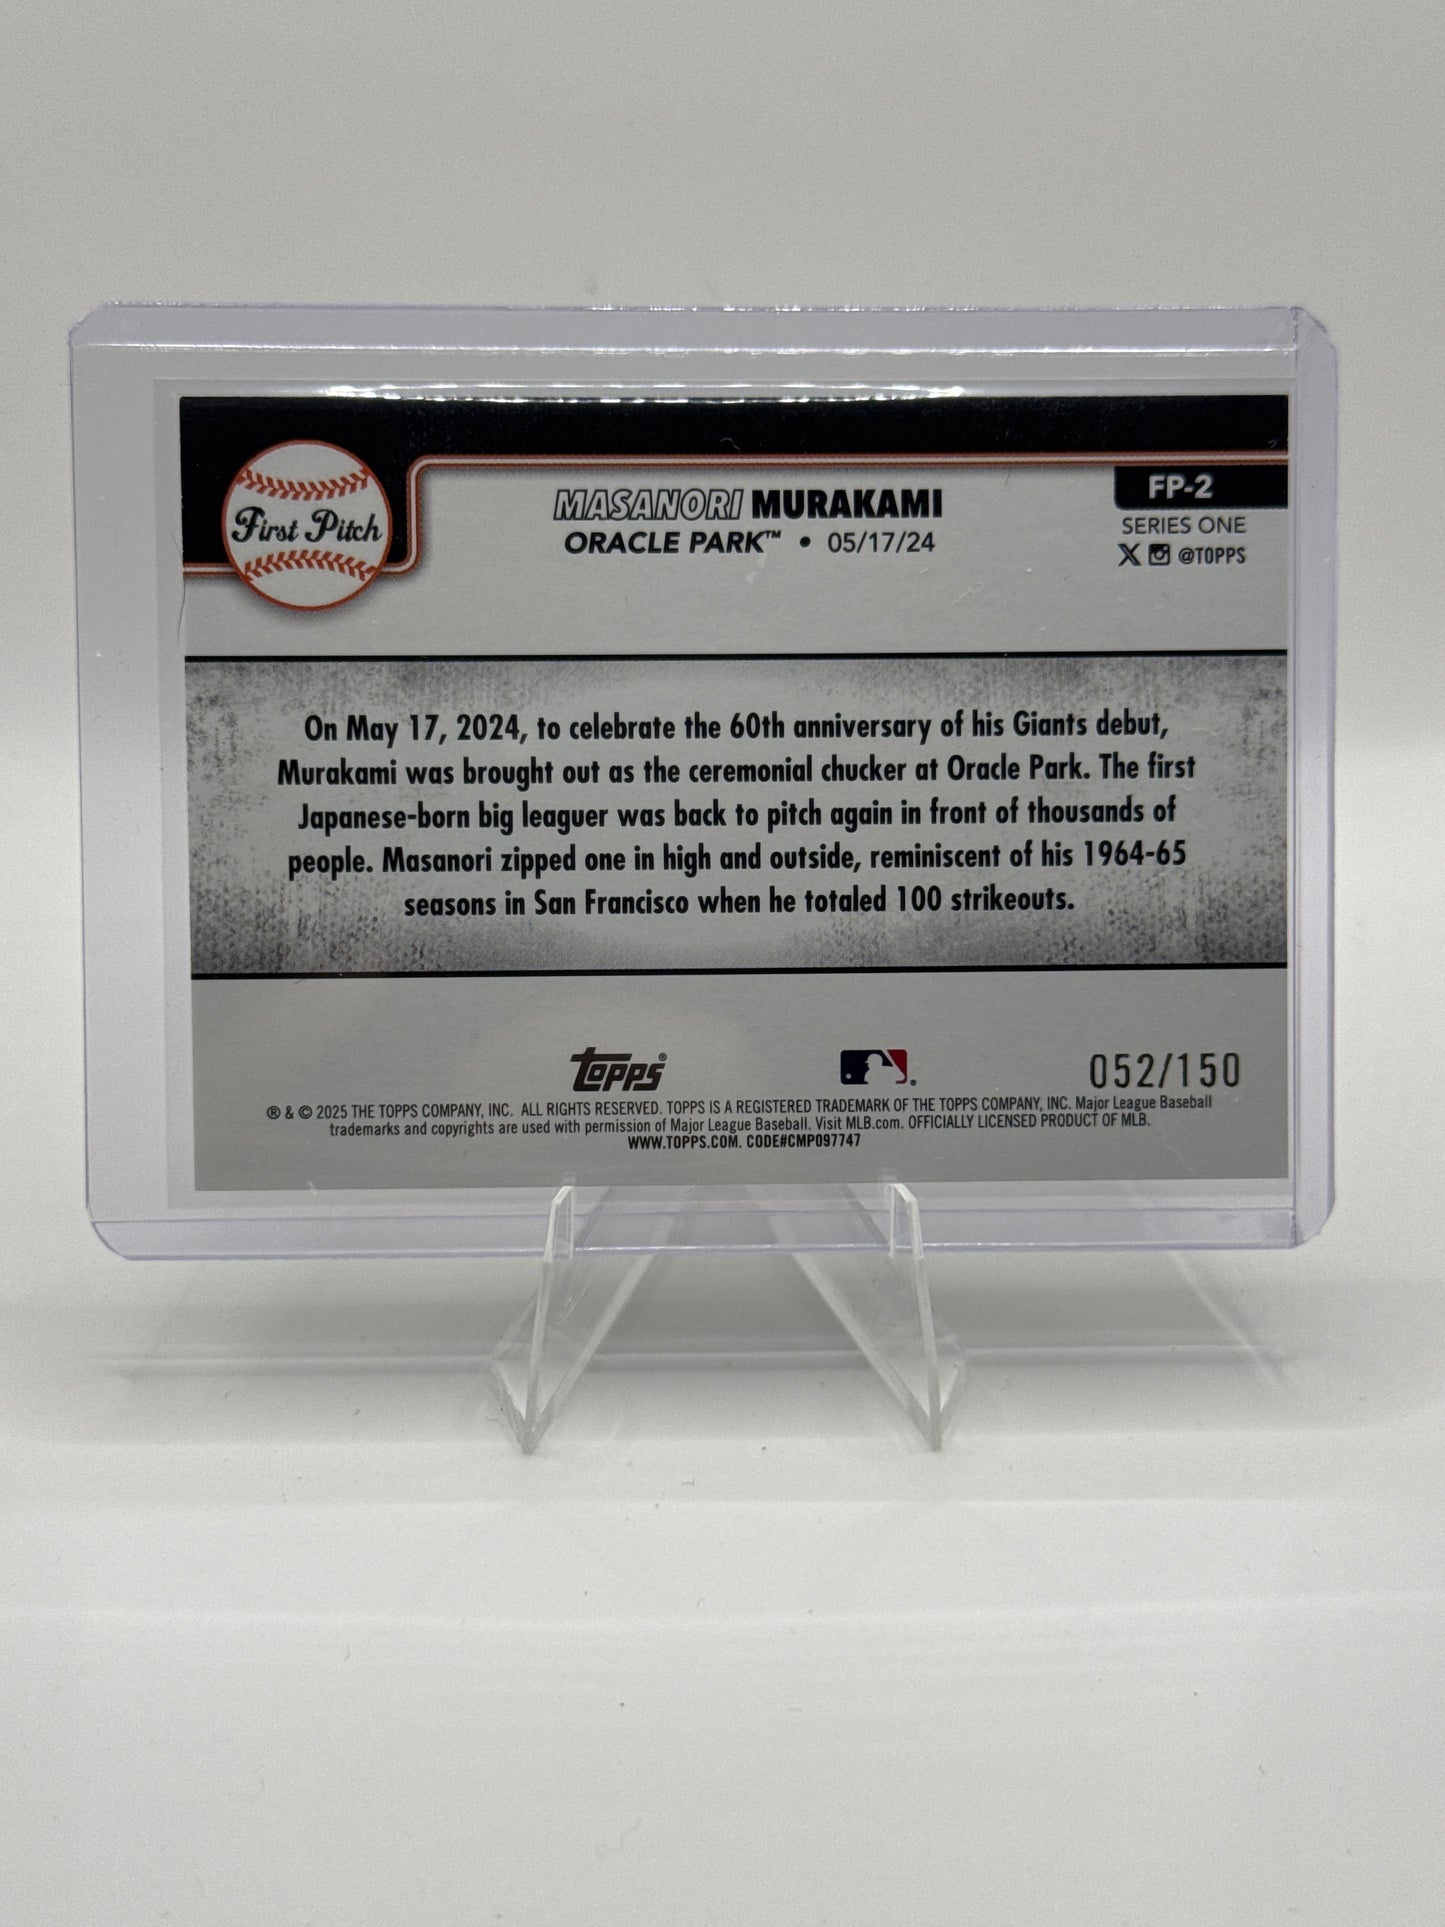 First Pitch
MASANORI MURAKAMI
ORACLE PARK™ • 05/17/24
FP-2
SERIES ONE
@TOPPS
On May 17, 2024, to celebrate the 60th anniversary of his Giants debut,
Murakami was brought out as the ceremonial chucker at Oracle Park. The first
Japanese-born big leaguer was back to pitch again in front of thousands of
people. Masanori zipped one in high and outside, reminiscent of his 1964-65
seasons in San Francisco when he totaled 100 strikeouts.
Topps®
052/150
® & © 2025 THE TOPPS COMPANY, INC. ALL RIGHTS RESERVED. TOPPS IS A REGISTERED TRADEMARK OF THE TOPPS COMPANY, INC. Major League Baseball
trademarks and copyrights are used with permission of Major League Baseball. Visit MLB.com. OFFICIALLY LICENSED PRODUCT OF MLB.
WWW.TOPPS.COM. CODE#CMP097747